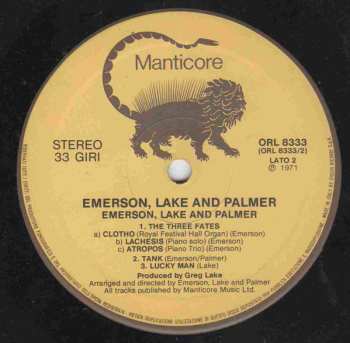 Manticore
STEREO
33 GIRI
ORL 8333
(ORL 8333/2)
LATO 2
Ⓟ 1971
EMERSON, LAKE AND PALMER
EMERSON, LAKE AND PALMER
1. THE THREE FATES
a) CLOTHO (Royal Festival Hall Organ) (Emerson)
b) LACHESIS (Piano solo) (Emerson)
c) ATROPOS (Piano Trio) (Emerson)
2. TANK (Emerson/Palmer)
3. LUCKY MAN (Lake)
Produced by Greg Lake
Arranged and directed by Emerson, Lake and Palmer
All tracks published by Manticore Music Ltd.